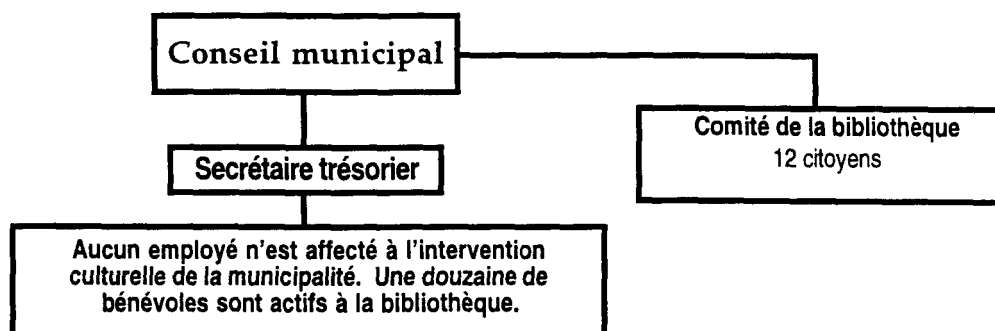 Conseil municipal
Comité de la bibliothèque
12 citoyens
Secrétaire trésorier
Aucun employé n'est affecté à l'intervention
culturelle de la municipalité. Une douzaine de
bénévoles sont actifs à la bibliothèque.